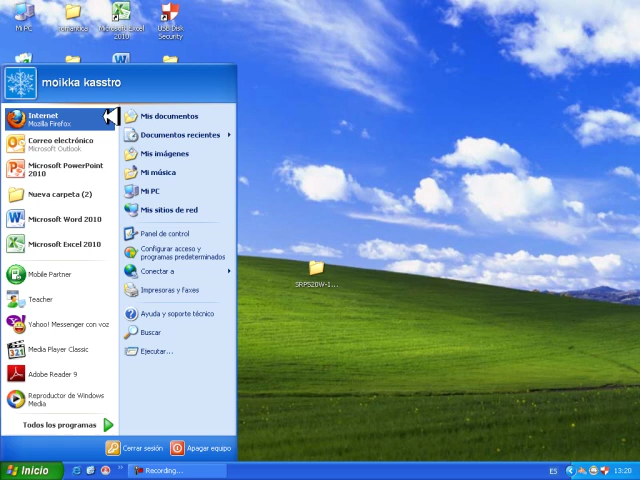 Mi PC
Microsoft Excel
2010
USB Disk
Security
moikka kasstro
Internet
Mozilla Firefox
Correo electrónico
Microsoft Outlook
Microsoft PowerPoint
2010
Nueva carpeta (2)
Microsoft Word 2010
Microsoft Excel 2010
Mobile Partner
Teacher
Yahoo! Messenger con voz
Media Player Classic
Adobe Reader 9
Reproductor de Windows
Media
Todos los programas
Mis documentos
Documentos recientes
Mis imágenes
Mi música
Mi PC
Mis sitios de red
Panel de control
Configurar acceso y
programas predeterminados
Conectar a
Impresoras y faxes
Ayuda y soporte técnico
Buscar
Ejecutar...
Cerrar sesión
Apagar equipo
SRP520W-1...
Inicio
Recording...
ES
13:20